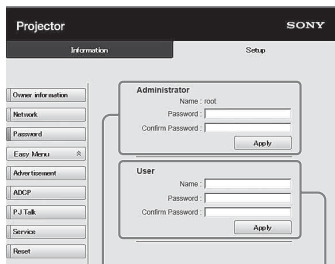 Projector
SONY
Information
Setup
Owner information
Network
Password
Easy Menu
Advertisement
ADCP
PJ Talk
Service
Reset
Administrator
Name : root
Password :
Confirm Password :
Apply
User
Name :
Password :
Confirm Password :
Apply